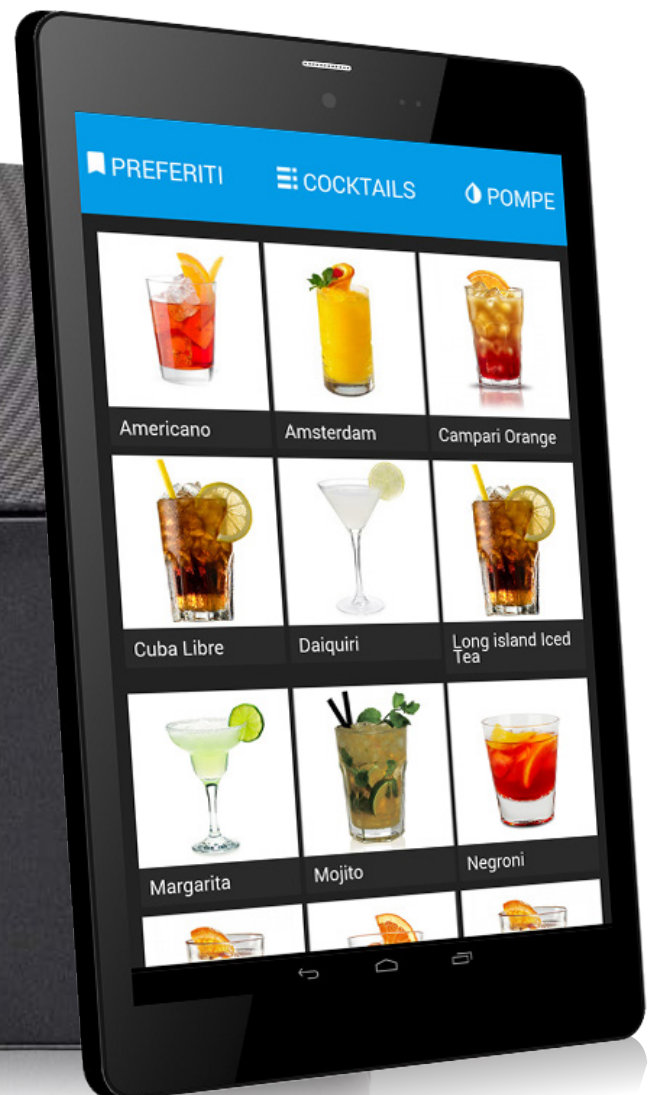 PREFERITI
COCKTAILS
POMPE
Americano
Amsterdam
Campari Orange
Cuba Libre
Daiquiri
Long island Iced
Tea
Margarita
Mojito
Negroni